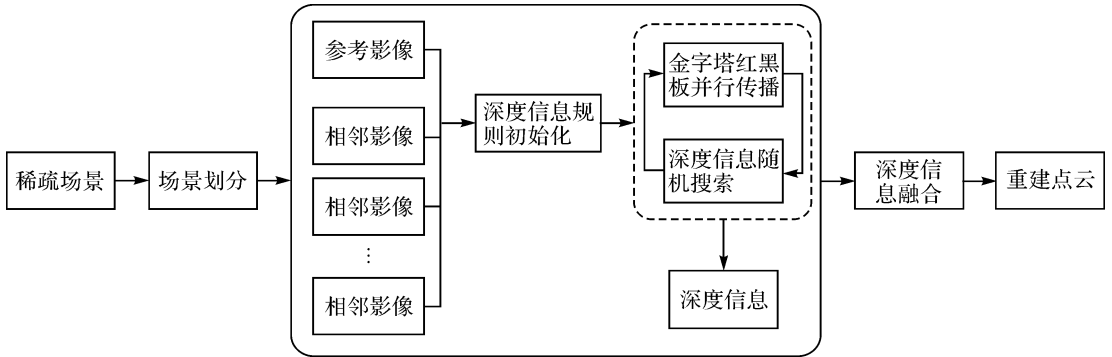 稀疏场景
场景划分
参考影像
相邻影像
相邻影像
⋮
相邻影像
深度信息规
则初始化
金字塔红黑
板并行传播
深度信息随
机搜索
深度信息
深度信
息融合
重建点云